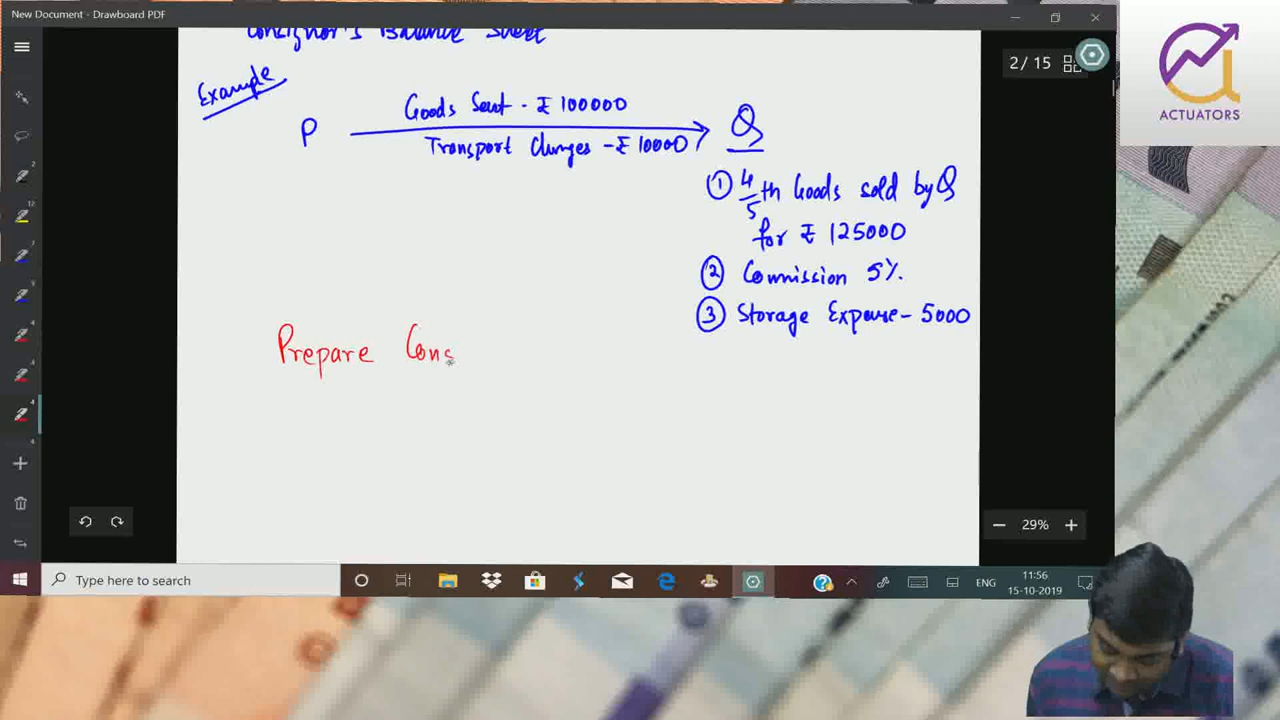 New Document - Drawboard PDF
Consignor's Balance Sheet
2 / 15
ACTUATORS
Example
P
Goods Sent - ₹ 100000
Transport Charges - ₹ 10000
Q
① 4/5th Goods sold by Q
for ₹ 125000
② Commission 5%.
③ Storage Expense - 5000
Prepare Cons
29%
Type here to search
ENG
11:56
15-10-2019